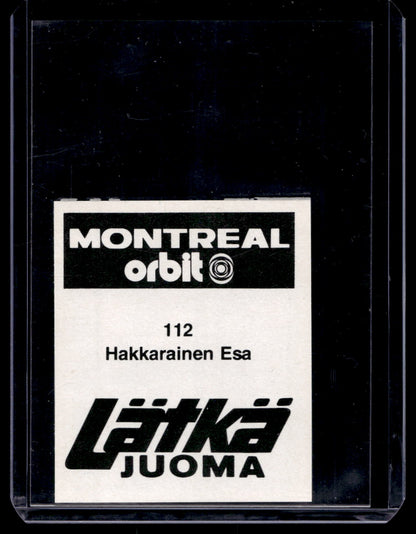 MONTREAL
orbit
112
Hakkarainen Esa
Lätkä
JUOMA